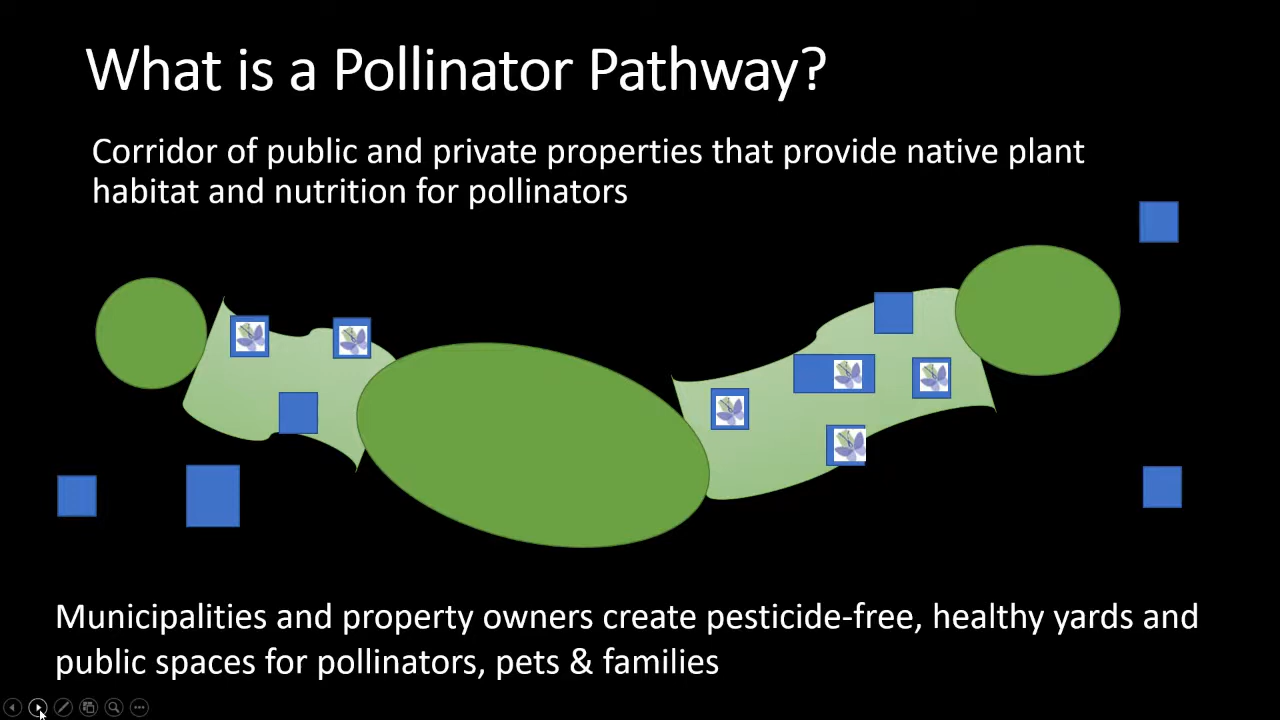 What is a Pollinator Pathway?
Corridor of public and private properties that provide native plant
habitat and nutrition for pollinators
Municipalities and property owners create pesticide-free, healthy yards and
public spaces for pollinators, pets & families